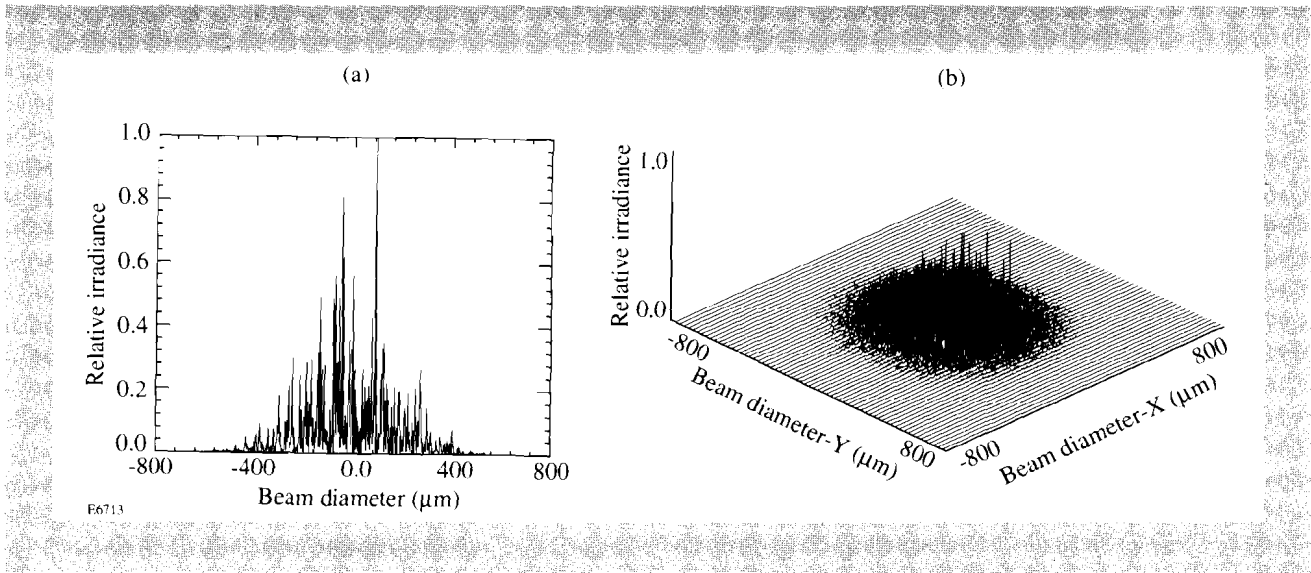 (a)
1.0
0.8
0.6
0.4
0.2
0.0
Relative irradiance
-800
-400
0.0
400
800
Beam diameter (μm)
E6713
(b)
1.0
0.0
Relative irradiance
-800
800
Beam diameter-Y (μm)
-800
800
Beam diameter-X (μm)